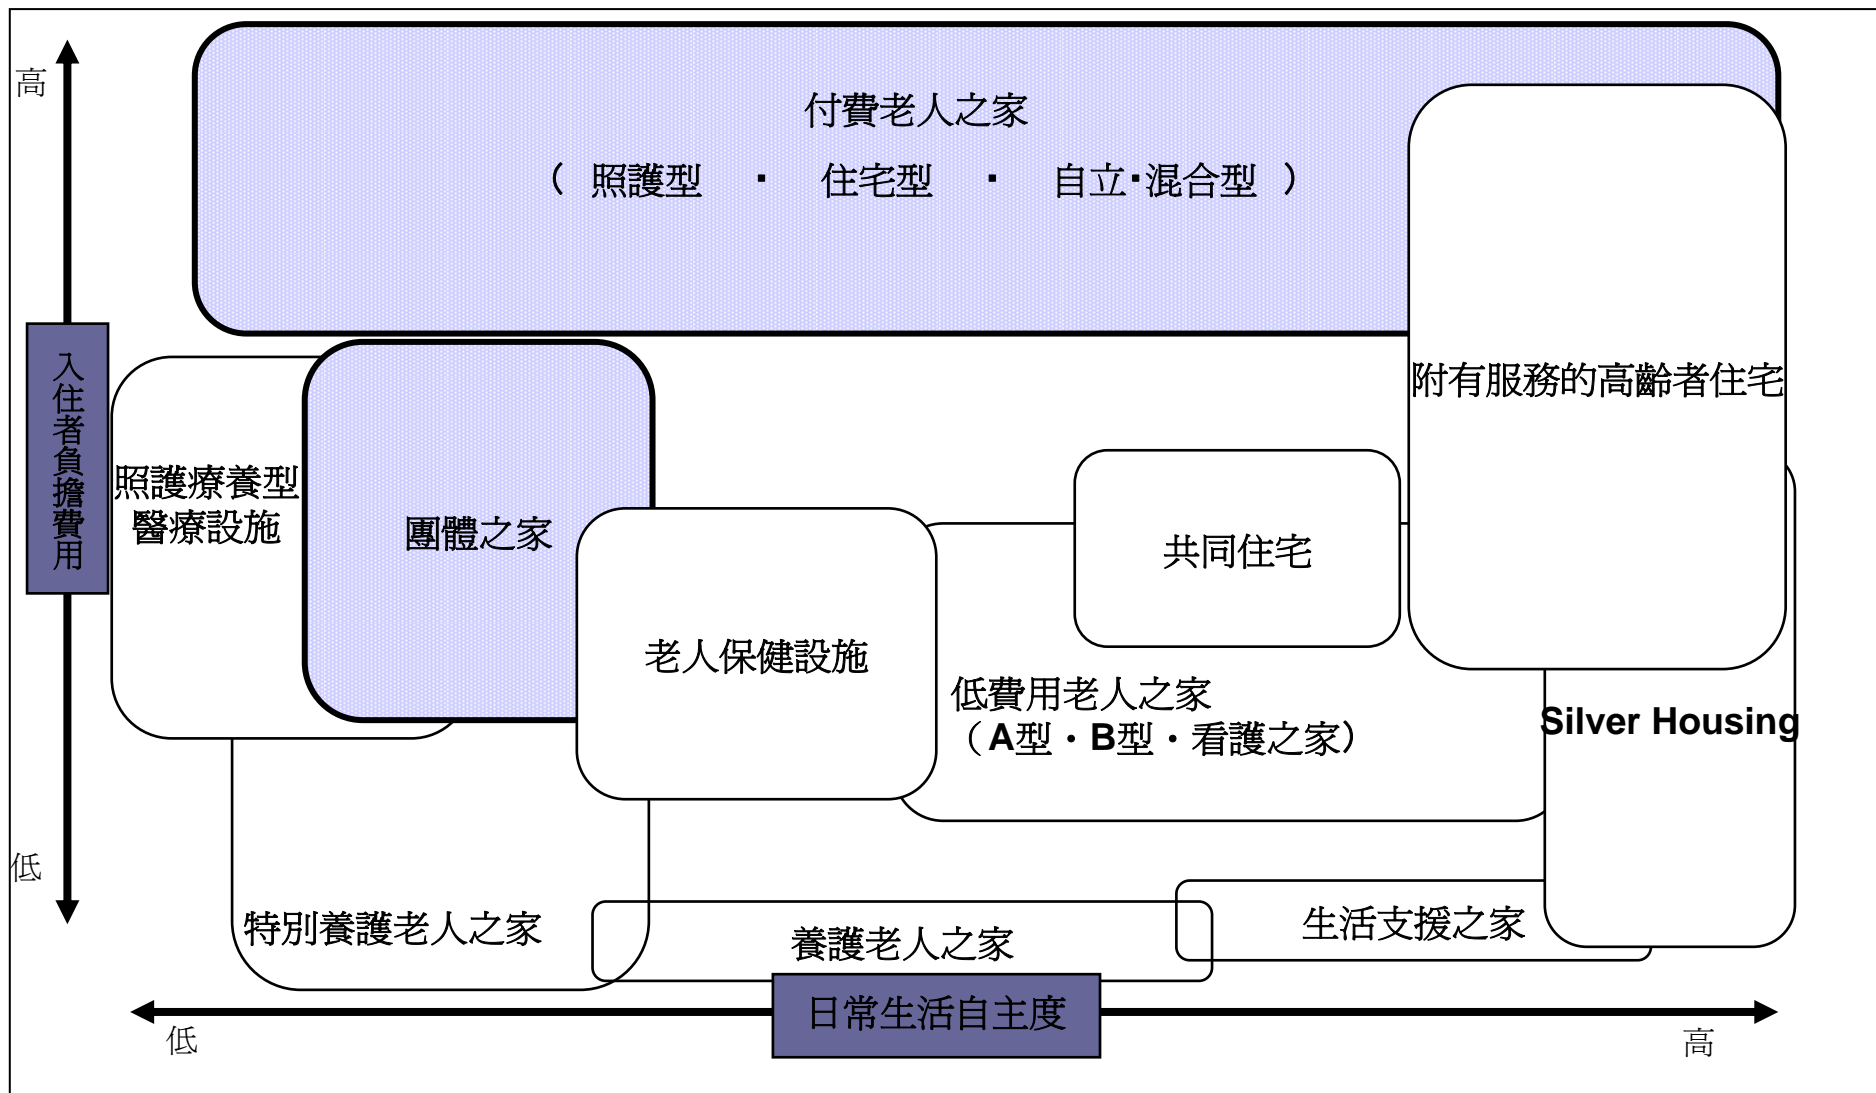 高
付費老人之家
（ 照護型 ・ 住宅型 ・ 自立・混合型 ）
入住者負擔費用
附有服務的高齡者住宅
照護療養型
醫療設施
團體之家
共同住宅
老人保健設施
低費用老人之家
（A型・B型・看護之家）
Silver Housing
低
特別養護老人之家
養護老人之家
生活支援之家
日常生活自主度
低
高